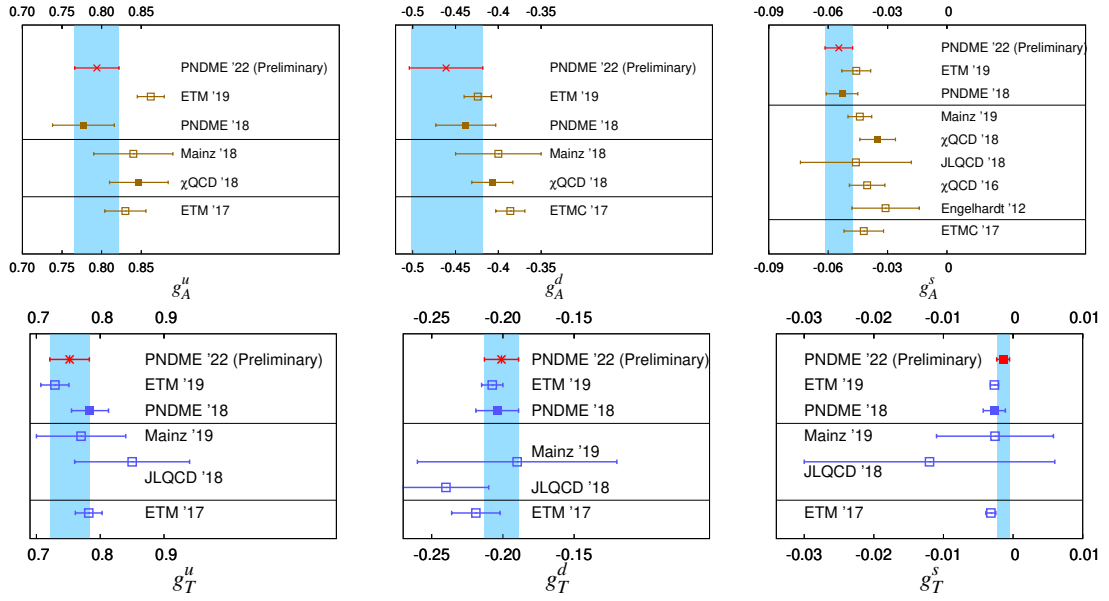 0.70 0.75 0.80 0.85
PNDME '22 (Preliminary)
ETM '19
PNDME '18
Mainz '18
χQCD '18
ETM '17
0.70 0.75 0.80 0.85
g_A^u
-0.5 -0.45 -0.4 -0.35
PNDME '22 (Preliminary)
ETM '19
PNDME '18
Mainz '18
χQCD '18
ETMC '17
-0.5 -0.45 -0.4 -0.35
g_A^d
-0.09 -0.06 -0.03 0
PNDME '22 (Preliminary)
ETM '19
PNDME '18
Mainz '19
χQCD '18
JLQCD '18
χQCD '16
Engelhardt '12
ETMC '17
-0.09 -0.06 -0.03 0
g_A^s
0.7 0.8 0.9
PNDME '22 (Preliminary)
ETM '19
PNDME '18
Mainz '19
JLQCD '18
ETM '17
0.7 0.8 0.9
g_T^u
-0.25 -0.20 -0.15
PNDME '22 (Preliminary)
ETM '19
PNDME '18
Mainz '19
JLQCD '18
ETM '17
-0.25 -0.20 -0.15
g_T^d
-0.03 -0.02 -0.01 0 0.01
PNDME '22 (Preliminary)
ETM '19
PNDME '18
Mainz '19
JLQCD '18
ETM '17
-0.03 -0.02 -0.01 0 0.01
g_T^s